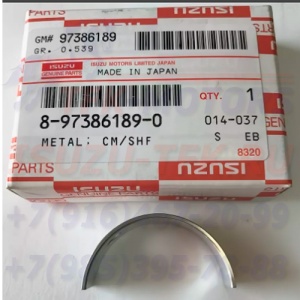 PARTS
GM# 97386189
GR. 0.539
ISUZU
GENUINE PARTS
ISUZU MOTORS LIMITED JAPAN
MADE IN JAPAN
QTY. 1
8-97386189-0
014-037
METAL: CM/SHF
S EB
8320
PARTS
ISUZU
ISUZU